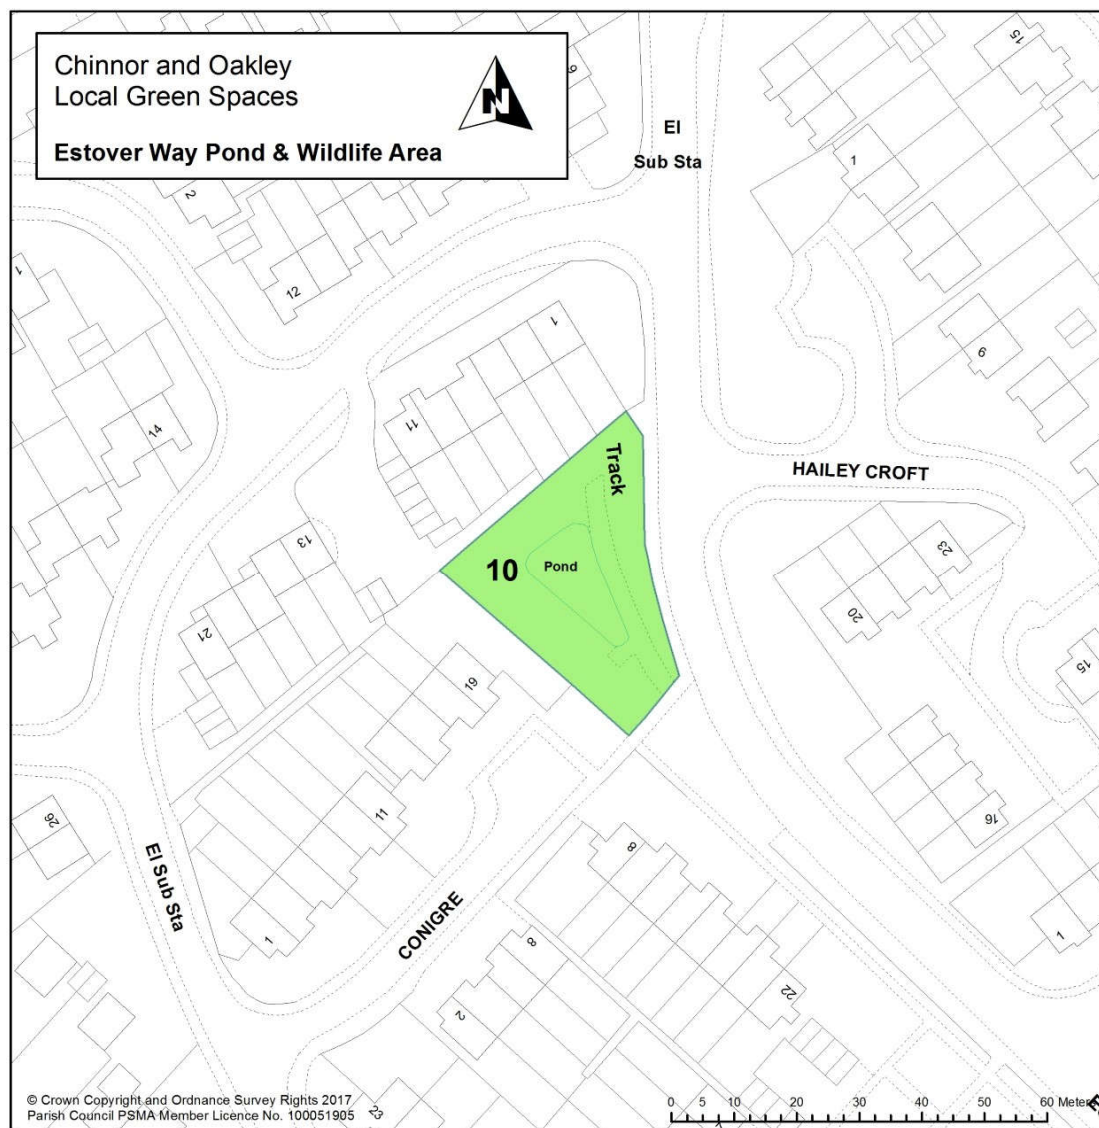 Chinnor and Oakley
Local Green Spaces
N
Estover Way Pond & Wildlife Area
6
2
12
El
Sub Sta
15
1
1
9
1
11
14
Track
HAILEY CROFT
10
Pond
13
21
23
20
15
19
11
16
26
El Sub Sta
1
CONIGRE
8
8
2
22
1
23
© Crown Copyright and Ordnance Survey Rights 2017
Parish Council PSMA Member Licence No. 100051905
0 5 10 20 30 40 50 60 Meters